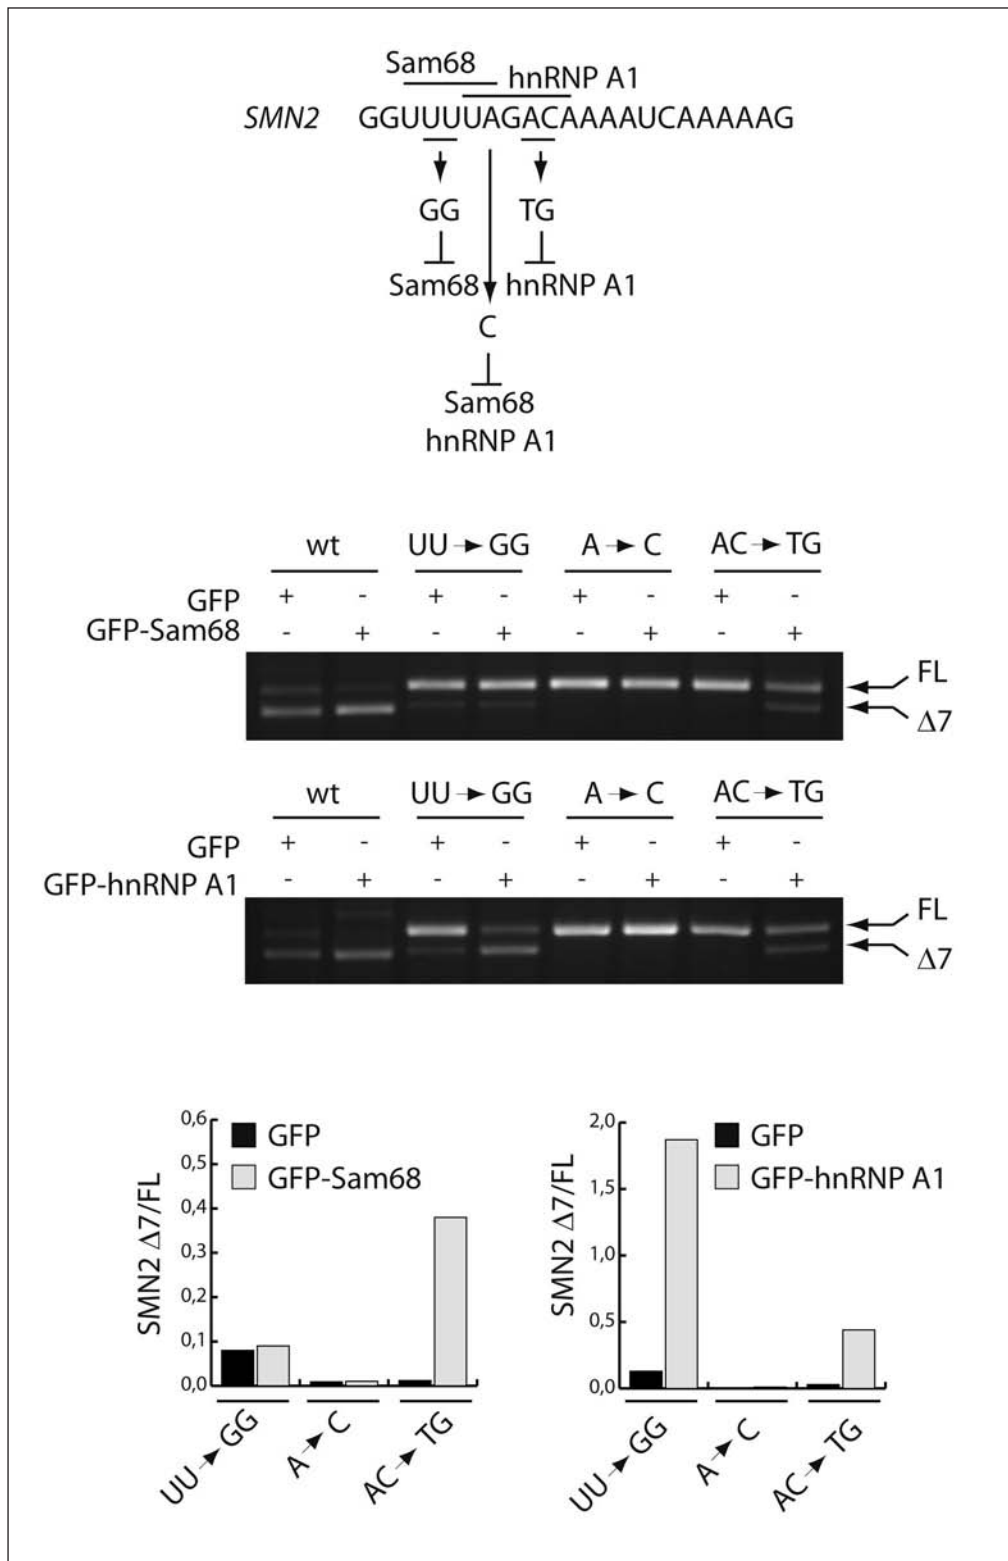 Sam68
hnRNP A1
SMN2 GGUUUUAGACAAAAUCAAAAAG
GG TG
Sam68 hnRNP A1
C
Sam68
hnRNP A1
wt UU→GG A→C AC→TG
GFP + - + - + - + -
GFP-Sam68 - + - + - + - +
FL
Δ7
wt UU→GG A→C AC→TG
GFP + - + - + - + -
GFP-hnRNP A1 - + - + - + - +
FL
Δ7
SMN2 Δ7/FL
0,6
0,5
0,4
0,3
0,2
0,1
0,0
GFP
GFP-Sam68
UU→GG
A→C
AC→TG
SMN2 Δ7/FL
2,0
1,5
1,0
0,5
0,0
GFP
GFP-hnRNP A1
UU→GG
A→C
AC→TG